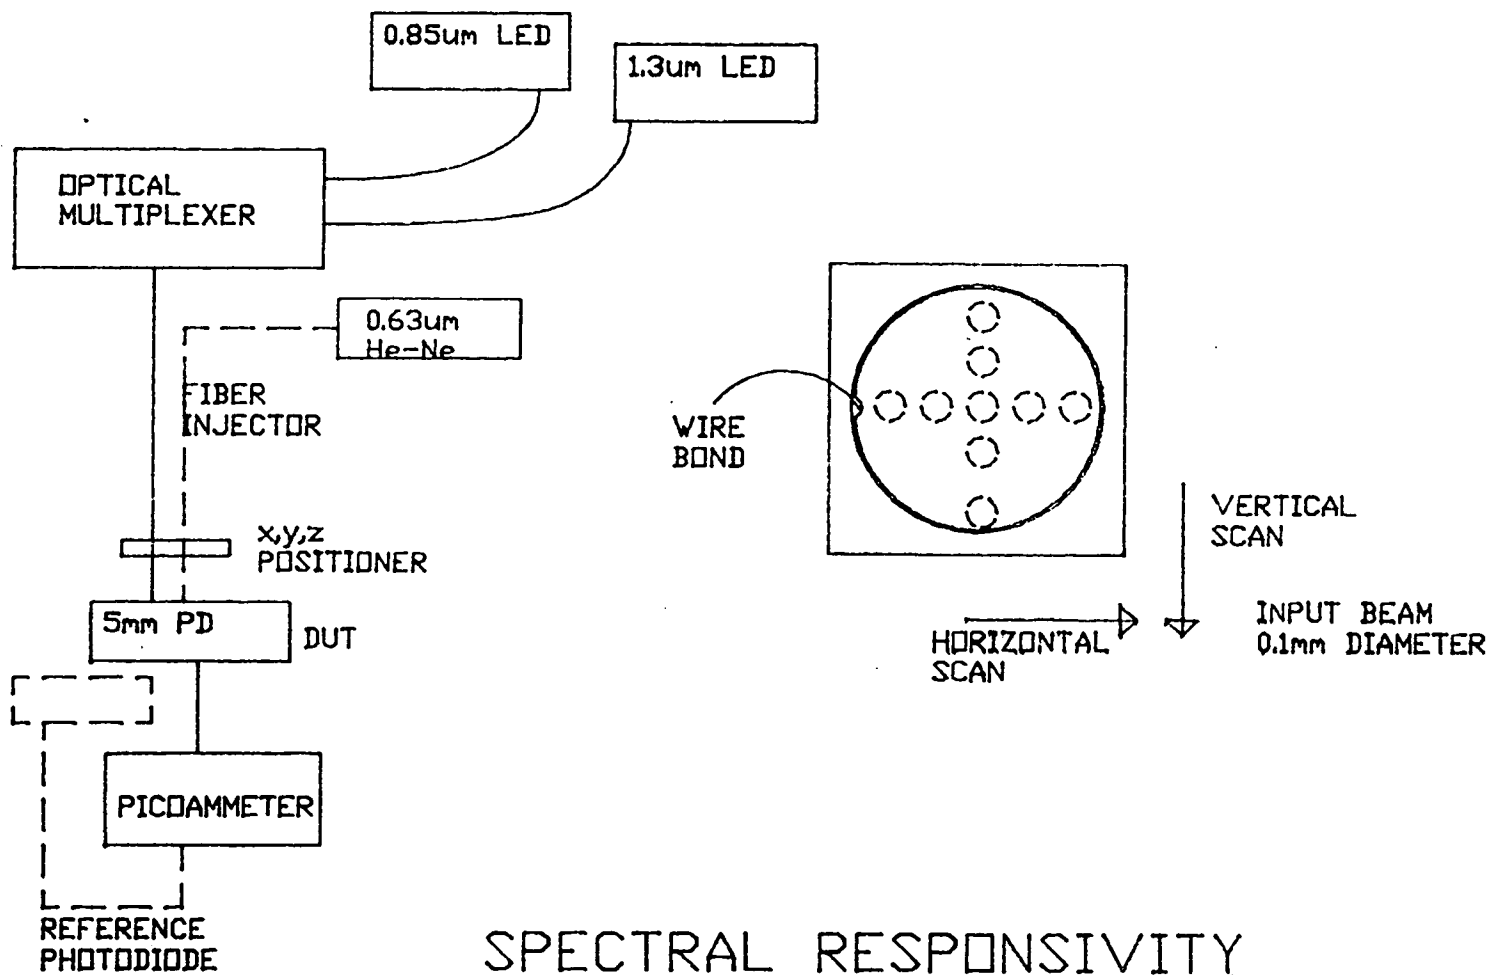 0.85um LED
1.3um LED
OPTICAL
MULTIPLEXER
0.63um
He-Ne
FIBER
INJECTOR
WIRE
BOND
x,y,z
POSITIONER
VERTICAL
SCAN
5mm PD
DUT
HORIZONTAL
SCAN
INPUT BEAM
0.1mm DIAMETER
PICOAMMETER
REFERENCE
PHOTODIODE
SPECTRAL RESPONSIVITY